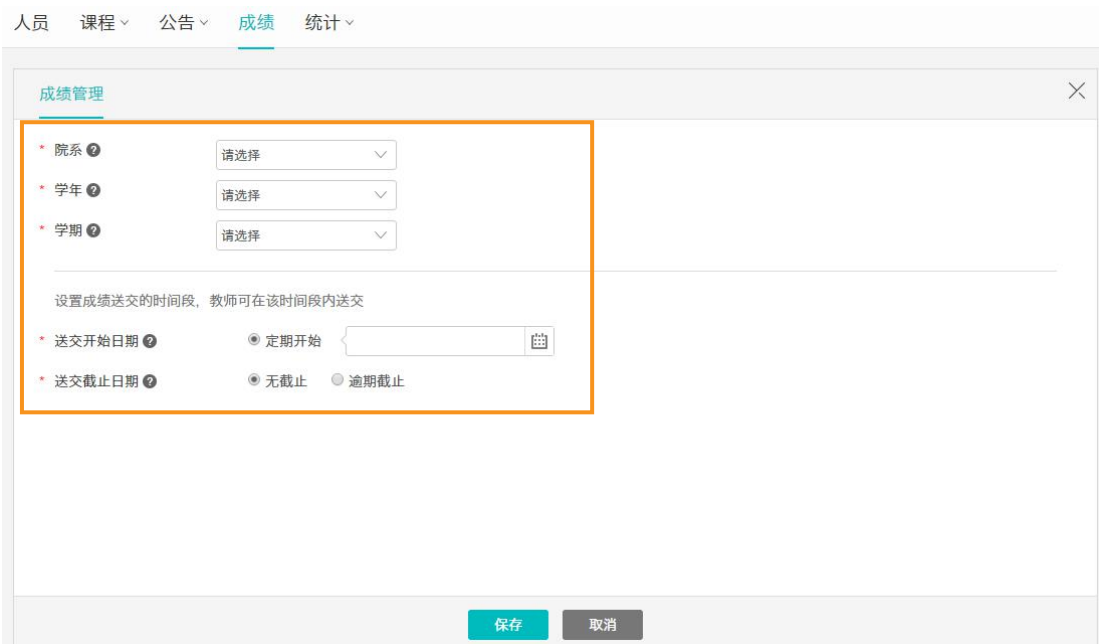 人员 课程 公告 成绩 统计
成绩管理
* 院系 ? 请选择
* 学年 ? 请选择
* 学期 ? 请选择
设置成绩送交的时间段，教师可在该时间段内送交
* 送交开始日期 ? 定期开始
* 送交截止日期 ? 无截止 逾期截止
保存 取消